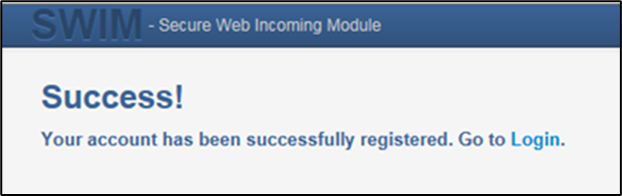 SWIM - Secure Web Incoming Module
Success!
Your account has been successfully registered. Go to Login.